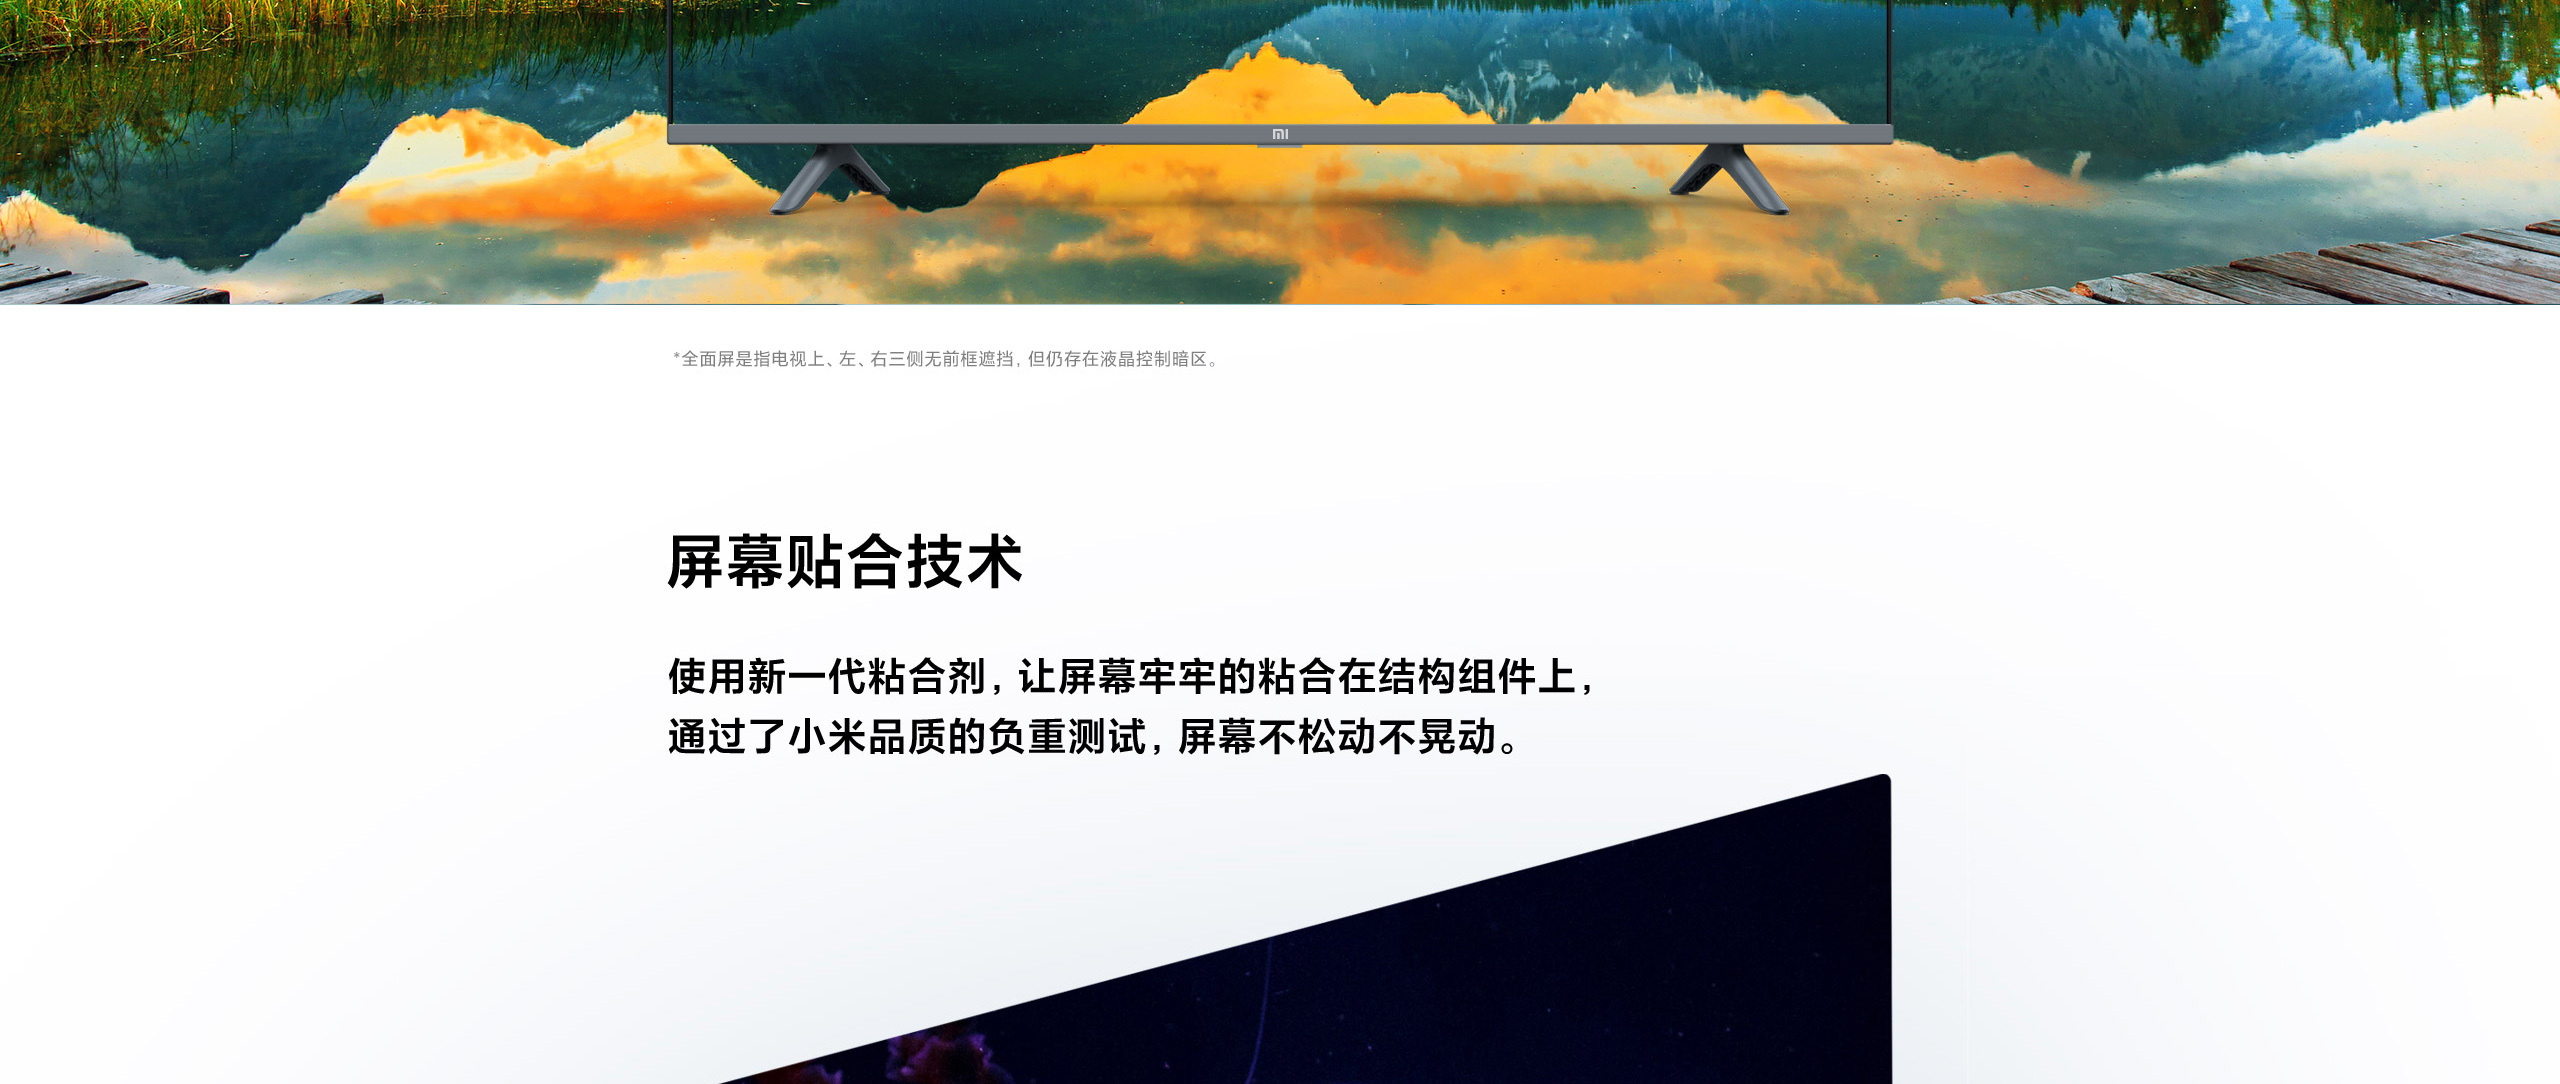 mi
*全面屏是指电视上、左、右三侧无前框遮挡，但仍存在液晶控制暗区。
屏幕贴合技术
使用新一代粘合剂，让屏幕牢牢的粘合在结构组件上，
通过了小米品质的负重测试，屏幕不松动不晃动。